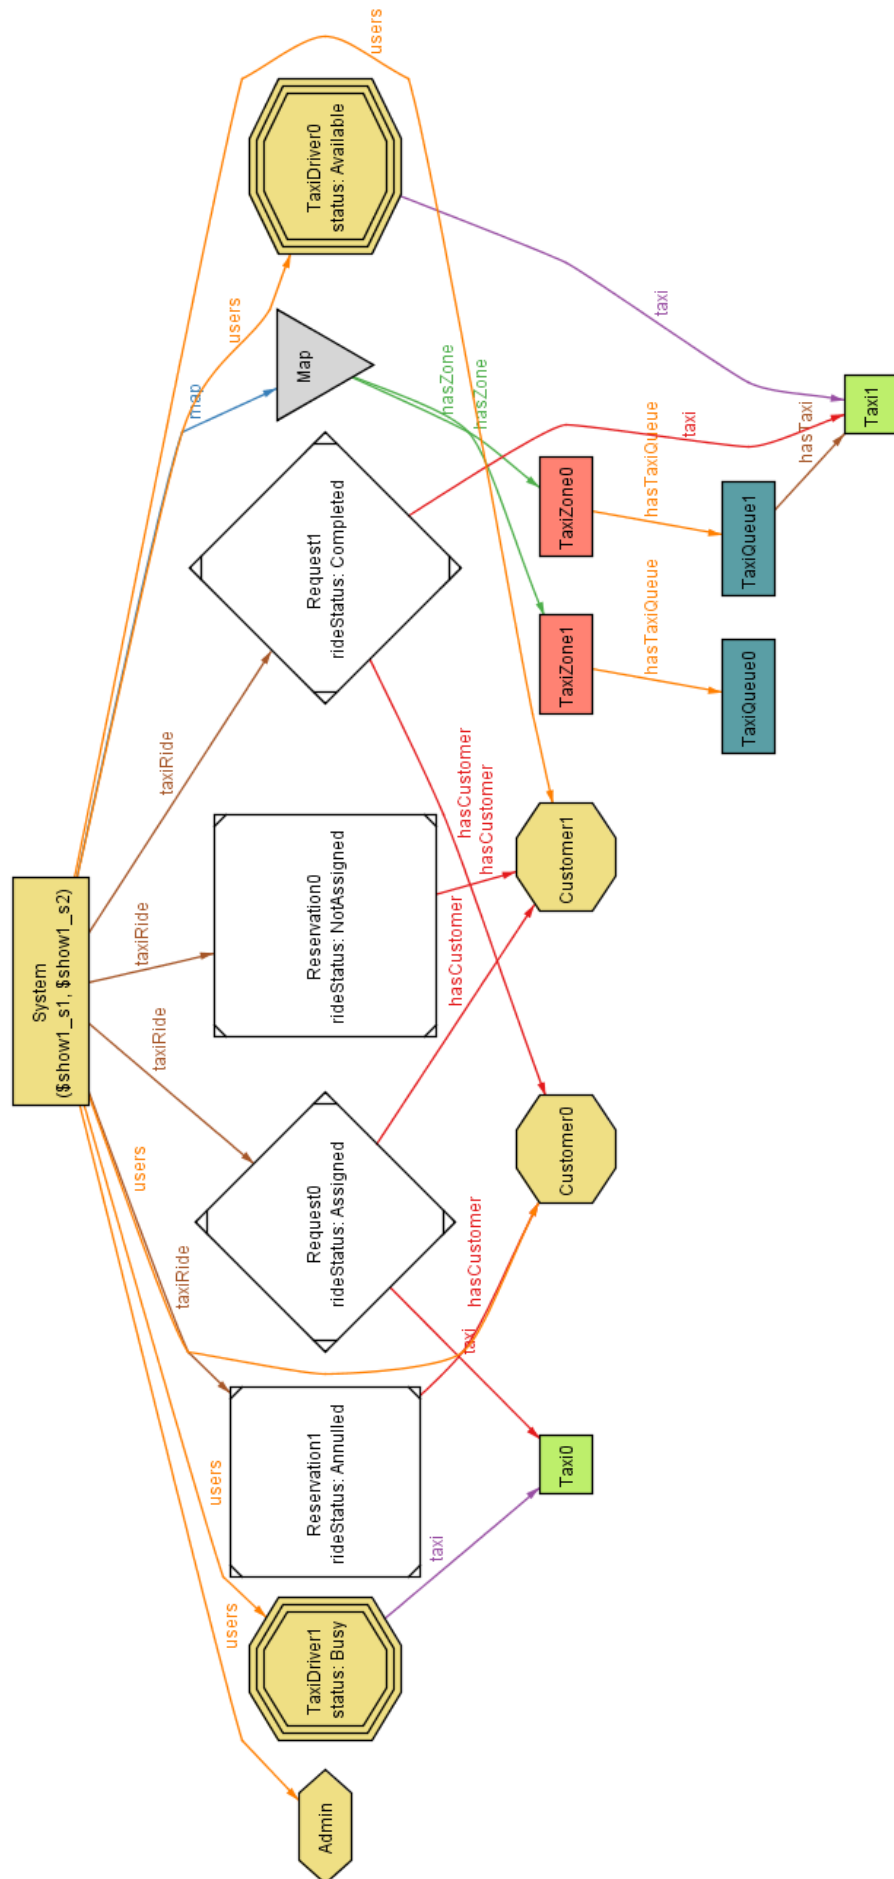 System
($show1_s1, $show1_s2)
users
users
map
taxiRide
taxiRide
taxiRide
users
taxiRide
users
users
Admin
TaxiDriver1
status: Busy
Reservation1
rideStatus: Annulled
Request0
rideStatus: Assigned
Reservation0
rideStatus: NotAssigned
Request1
rideStatus: Completed
Map
TaxiDriver0
status: Available
taxi
taxi
hasCustomer
hasCustomer
hasCustomer
hasCustomer
hasZone
hasZone
taxi
taxi
Taxi0
Customer0
Customer1
TaxiZone1
TaxiZone0
hasTaxiQueue
hasTaxiQueue
TaxiQueue0
TaxiQueue1
hasTaxi
Taxi1